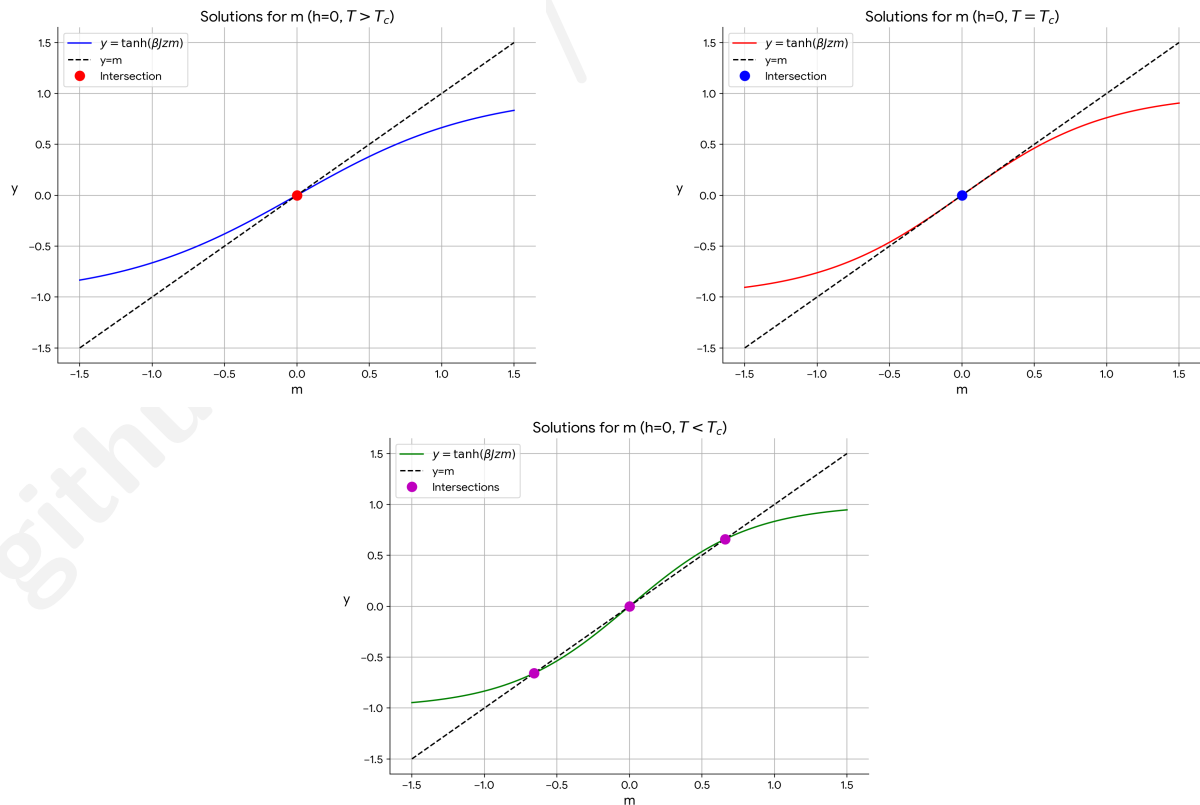 Solutions for m (h=0, T > T_c)
y = tanh(βJzm)
y=m
Intersection
1.5
1.0
0.5
0.0
−0.5
−1.0
−1.5
y
−1.5 −1.0 −0.5 0.0 0.5 1.0 1.5
m
Solutions for m (h=0, T = T_c)
y = tanh(βJzm)
y=m
Intersection
1.5
1.0
0.5
0.0
−0.5
−1.0
−1.5
y
−1.5 −1.0 −0.5 0.0 0.5 1.0 1.5
m
Solutions for m (h=0, T < T_c)
y = tanh(βJzm)
y=m
Intersections
1.5
1.0
0.5
0.0
−0.5
−1.0
−1.5
y
−1.5 −1.0 −0.5 0.0 0.5 1.0 1.5
m